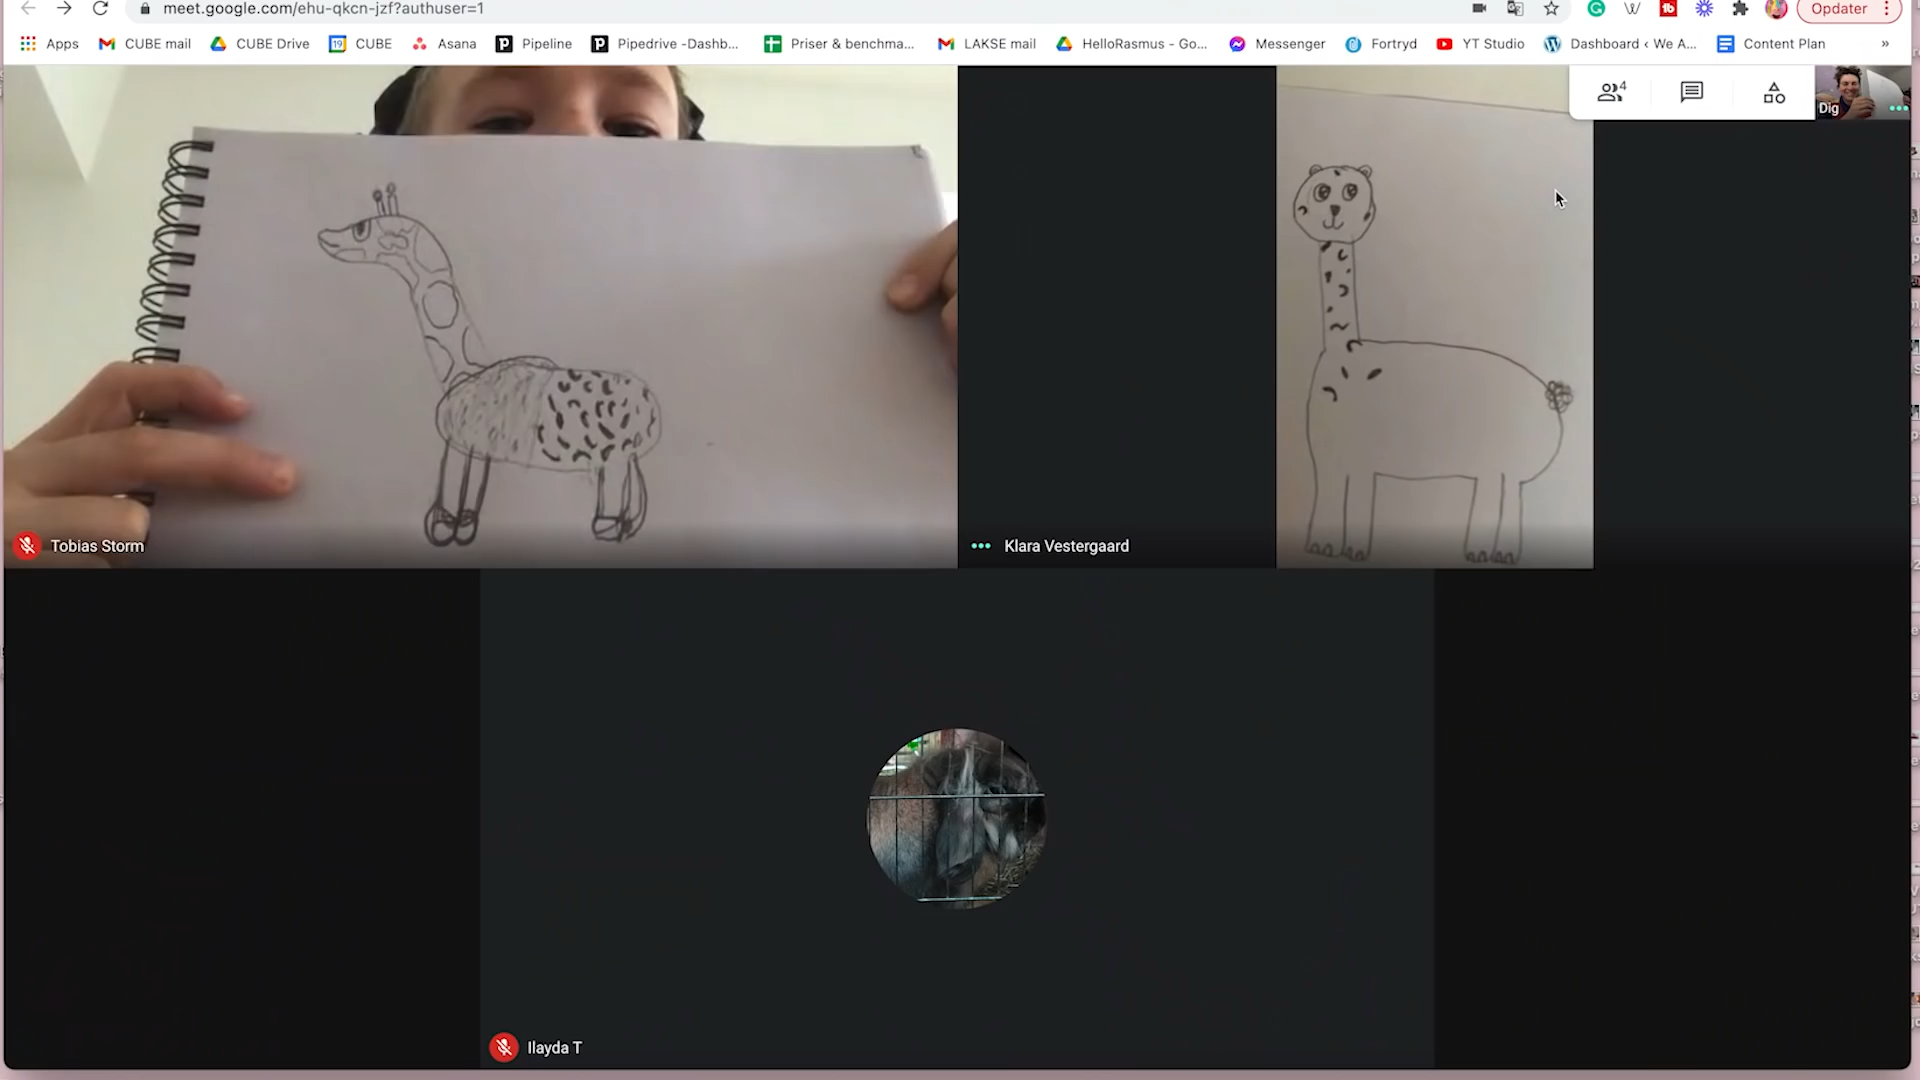 meet.google.com/ehu-qkcn-jzf?authuser=1
Opdater
Apps CUBE mail CUBE Drive 19 CUBE Asana Pipeline Pipedrive -Dashb... Priser & benchma... LAKSE mail HelloRasmus - Go... Messenger Fortryd YT Studio Dashboard ‹ We A... Content Plan »
4
Dig
Tobias Storm
Klara Vestergaard
Ilayda T